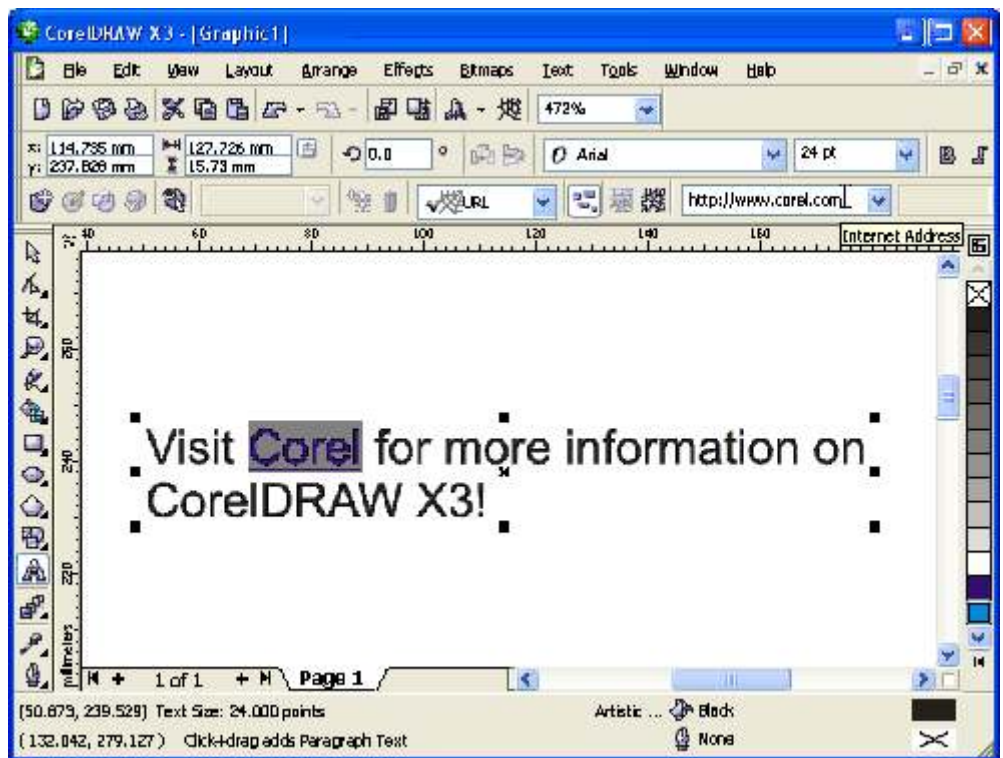 CorelDRAW X3 - [Graphic1]
File Edit View Layout Arrange Effects Bitmaps Text Tools Window Help
472%
x: 114.795 mm 127.726 mm 0.0 ° Arial 24 pt B I
y: 237.828 mm 15.73 mm
URL http://www.corel.com
Internet Address
40 60 80 100 120 140 160
260
Visit Corel for more information on
240
CorelDRAW X3!
220
millimeters
1 of 1 Page 1
(50.873, 239.529) Text Size: 24.000 points Artistic ... Black
(132.042, 279.127) Click+drag adds Paragraph Text None